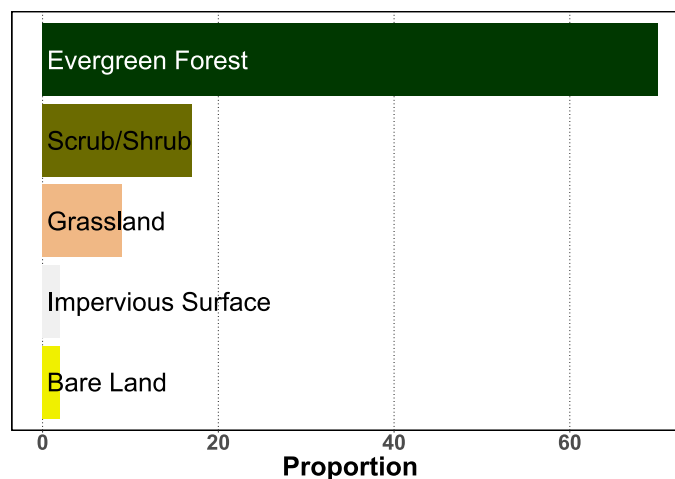 Evergreen Forest
Scrub/Shrub
Grassland
Impervious Surface
Bare Land
0 20 40 60
Proportion